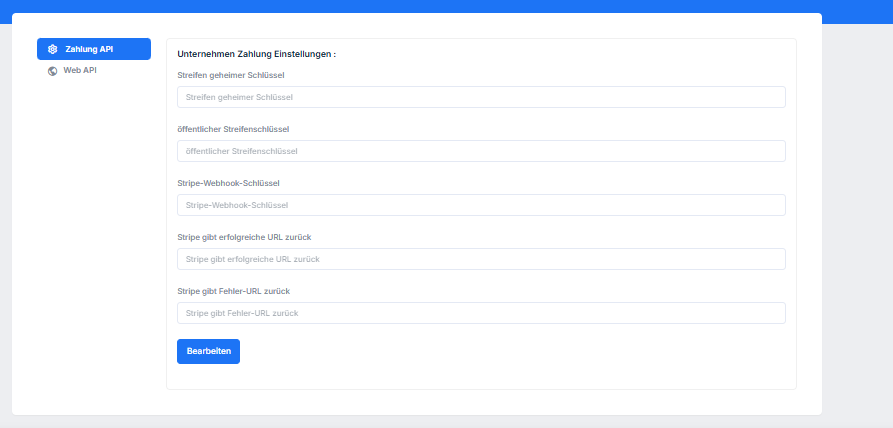 Zahlung API
Web API
Unternehmen Zahlung Einstellungen :
Streifen geheimer Schlüssel
Streifen geheimer Schlüssel
öffentlicher Streifenschlüssel
öffentlicher Streifenschlüssel
Stripe-Webhook-Schlüssel
Stripe-Webhook-Schlüssel
Stripe gibt erfolgreiche URL zurück
Stripe gibt erfolgreiche URL zurück
Stripe gibt Fehler-URL zurück
Stripe gibt Fehler-URL zurück
Bearbeiten